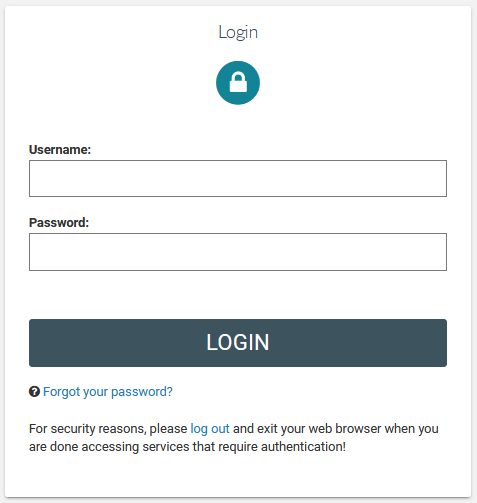 Login
Username:
Password:
LOGIN
Forgot your password?
For security reasons, please log out and exit your web browser when you
are done accessing services that require authentication!